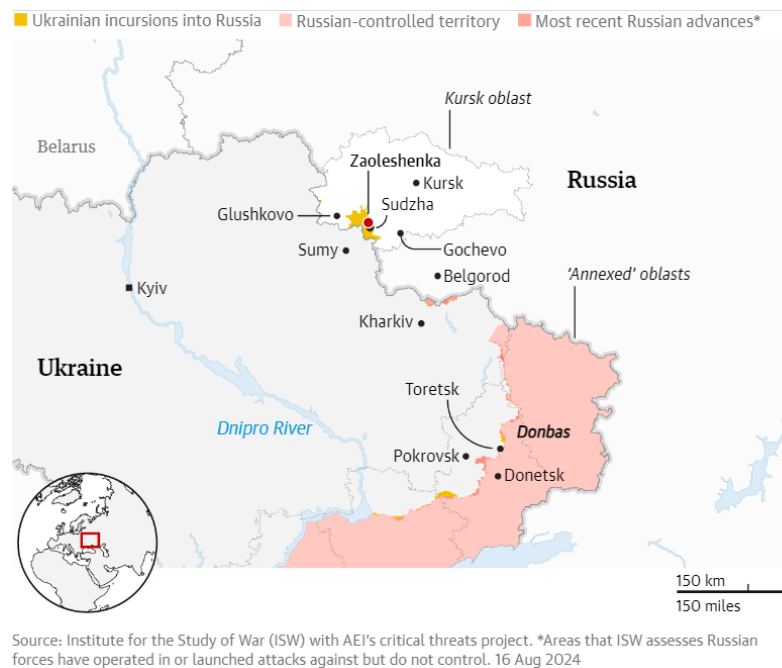 Ukrainian incursions into Russia
Russian-controlled territory
Most recent Russian advances*
Kursk oblast
Belarus
Zaoleshenka
Kursk
Russia
Sudzha
Glushkovo
Sumy
Gochevo
Belgorod
'Annexed' oblasts
Kyiv
Kharkiv
Ukraine
Toretsk
Dnipro River
Donbas
Pokrovsk
Donetsk
150 km
150 miles
Source: Institute for the Study of War (ISW) with AEI's critical threats project. *Areas that ISW assesses Russian
forces have operated in or launched attacks against but do not control. 16 Aug 2024